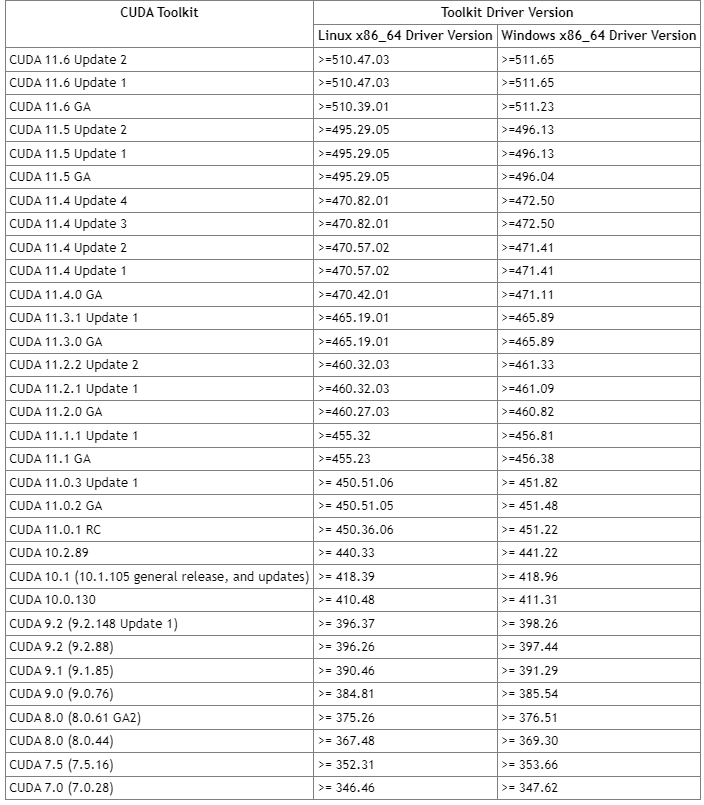 CUDA Toolkit Toolkit Driver Version
Linux x86_64 Driver Version Windows x86_64 Driver Version
CUDA 11.6 Update 2 >=510.47.03 >=511.65
CUDA 11.6 Update 1 >=510.47.03 >=511.65
CUDA 11.6 GA >=510.39.01 >=511.23
CUDA 11.5 Update 2 >=495.29.05 >=496.13
CUDA 11.5 Update 1 >=495.29.05 >=496.13
CUDA 11.5 GA >=495.29.05 >=496.04
CUDA 11.4 Update 4 >=470.82.01 >=472.50
CUDA 11.4 Update 3 >=470.82.01 >=472.50
CUDA 11.4 Update 2 >=470.57.02 >=471.41
CUDA 11.4 Update 1 >=470.57.02 >=471.41
CUDA 11.4.0 GA >=470.42.01 >=471.11
CUDA 11.3.1 Update 1 >=465.19.01 >=465.89
CUDA 11.3.0 GA >=465.19.01 >=465.89
CUDA 11.2.2 Update 2 >=460.32.03 >=461.33
CUDA 11.2.1 Update 1 >=460.32.03 >=461.09
CUDA 11.2.0 GA >=460.27.03 >=460.82
CUDA 11.1.1 Update 1 >=455.32 >=456.81
CUDA 11.1 GA >=455.23 >=456.38
CUDA 11.0.3 Update 1 >= 450.51.06 >= 451.82
CUDA 11.0.2 GA >= 450.51.05 >= 451.48
CUDA 11.0.1 RC >= 450.36.06 >= 451.22
CUDA 10.2.89 >= 440.33 >= 441.22
CUDA 10.1 (10.1.105 general release, and updates) >= 418.39 >= 418.96
CUDA 10.0.130 >= 410.48 >= 411.31
CUDA 9.2 (9.2.148 Update 1) >= 396.37 >= 398.26
CUDA 9.2 (9.2.88) >= 396.26 >= 397.44
CUDA 9.1 (9.1.85) >= 390.46 >= 391.29
CUDA 9.0 (9.0.76) >= 384.81 >= 385.54
CUDA 8.0 (8.0.61 GA2) >= 375.26 >= 376.51
CUDA 8.0 (8.0.44) >= 367.48 >= 369.30
CUDA 7.5 (7.5.16) >= 352.31 >= 353.66
CUDA 7.0 (7.0.28) >= 346.46 >= 347.62